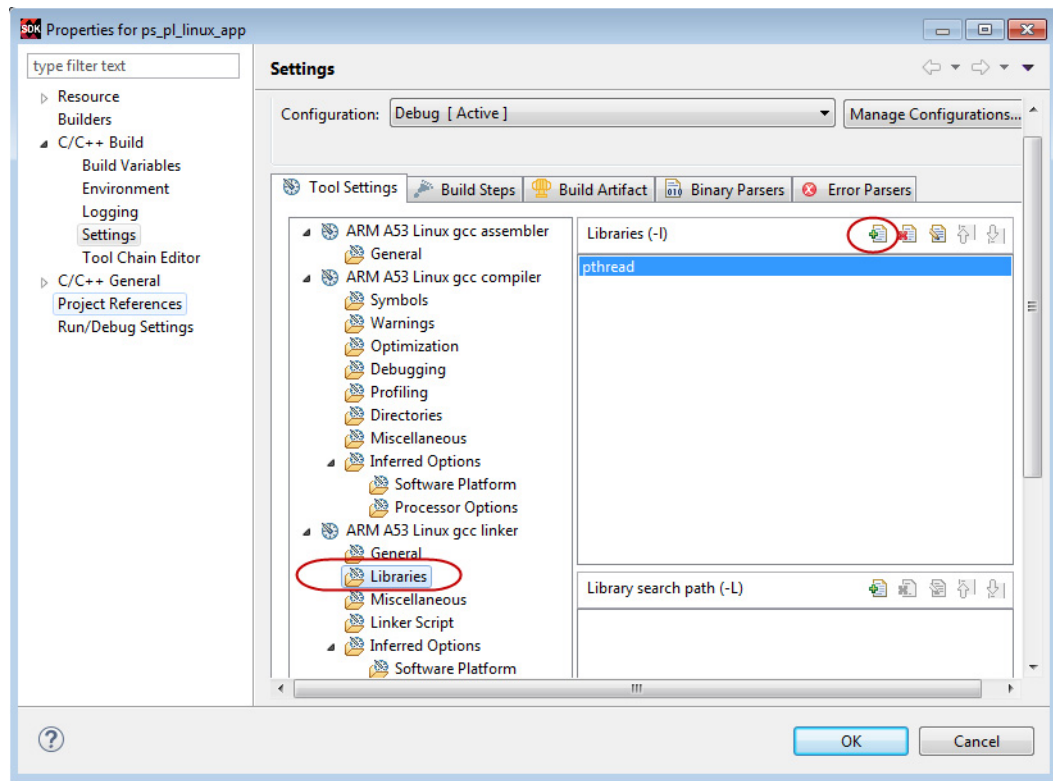 SDK Properties for ps_pl_linux_app
type filter text
Resource
Builders
C/C++ Build
Build Variables
Environment
Logging
Settings
Tool Chain Editor
C/C++ General
Project References
Run/Debug Settings
Settings
Configuration: Debug [ Active ] Manage Configurations...
Tool Settings Build Steps Build Artifact Binary Parsers Error Parsers
ARM A53 Linux gcc assembler
General
ARM A53 Linux gcc compiler
Symbols
Warnings
Optimization
Debugging
Profiling
Directories
Miscellaneous
Inferred Options
Software Platform
Processor Options
ARM A53 Linux gcc linker
General
Libraries
Miscellaneous
Linker Script
Inferred Options
Software Platform
Libraries (-l)
pthread
Library search path (-L)
OK Cancel